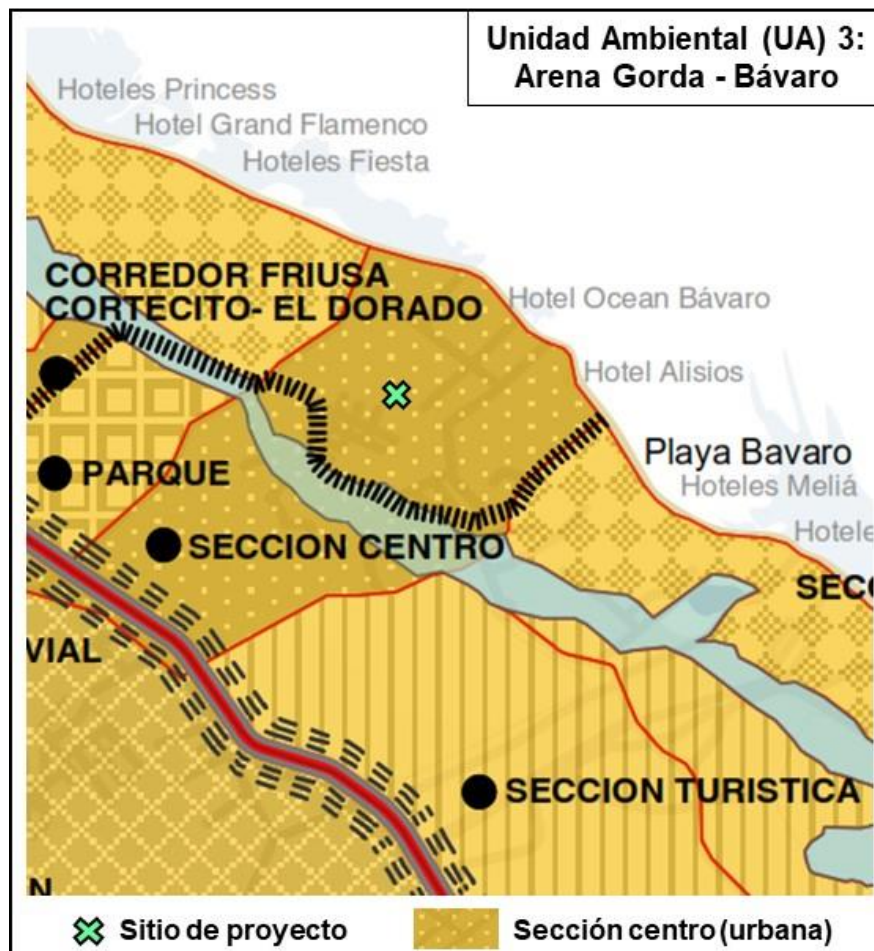 Unidad Ambiental (UA) 3:
Arena Gorda - Bávaro
Hoteles Princess
Hotel Grand Flamenco
Hoteles Fiesta
CORREDOR FRIUSA
CORTECITO- EL DORADO
Hotel Ocean Bávaro
Hotel Alisios
Playa Bavaro
Hoteles Meliá
Hotele
PARQUE
SECCION CENTRO
SECC
VIAL
SECCION TURISTICA
N
Sitio de proyecto
Sección centro (urbana)